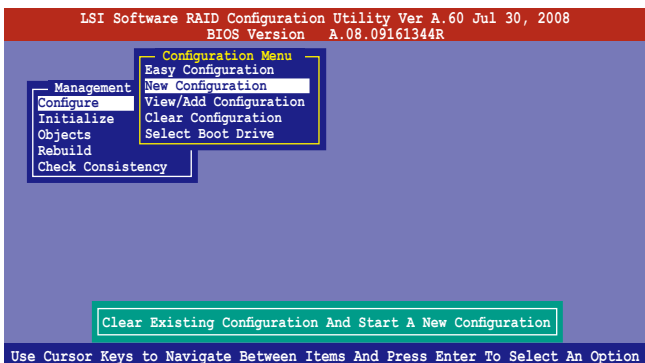 LSI Software RAID Configuration Utility Ver A.60 Jul 30, 2008
BIOS Version A.08.09161344R
Configuration Menu
Easy Configuration
New Configuration
View/Add Configuration
Clear Configuration
Select Boot Drive
Management
Configure
Initialize
Objects
Rebuild
Check Consistency
Clear Existing Configuration And Start A New Configuration
Use Cursor Keys to Navigate Between Items And Press Enter To Select An Option